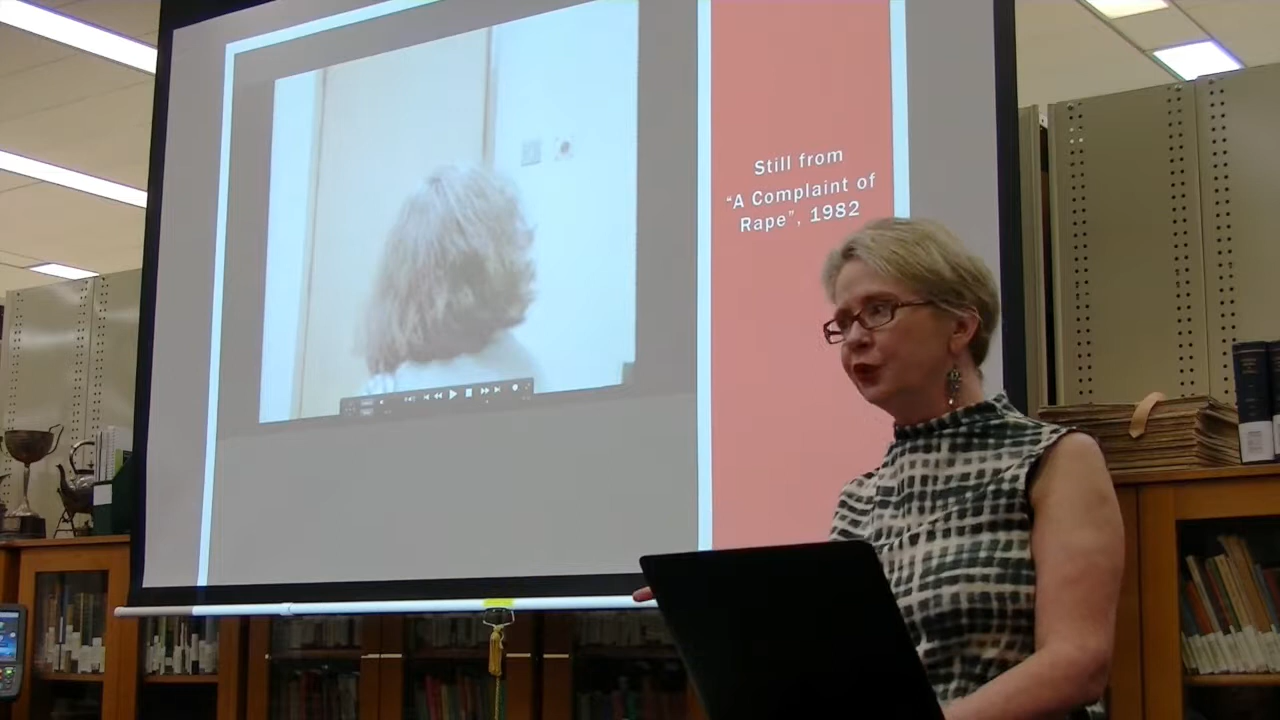 Still from
“A Complaint of
Rape”, 1982